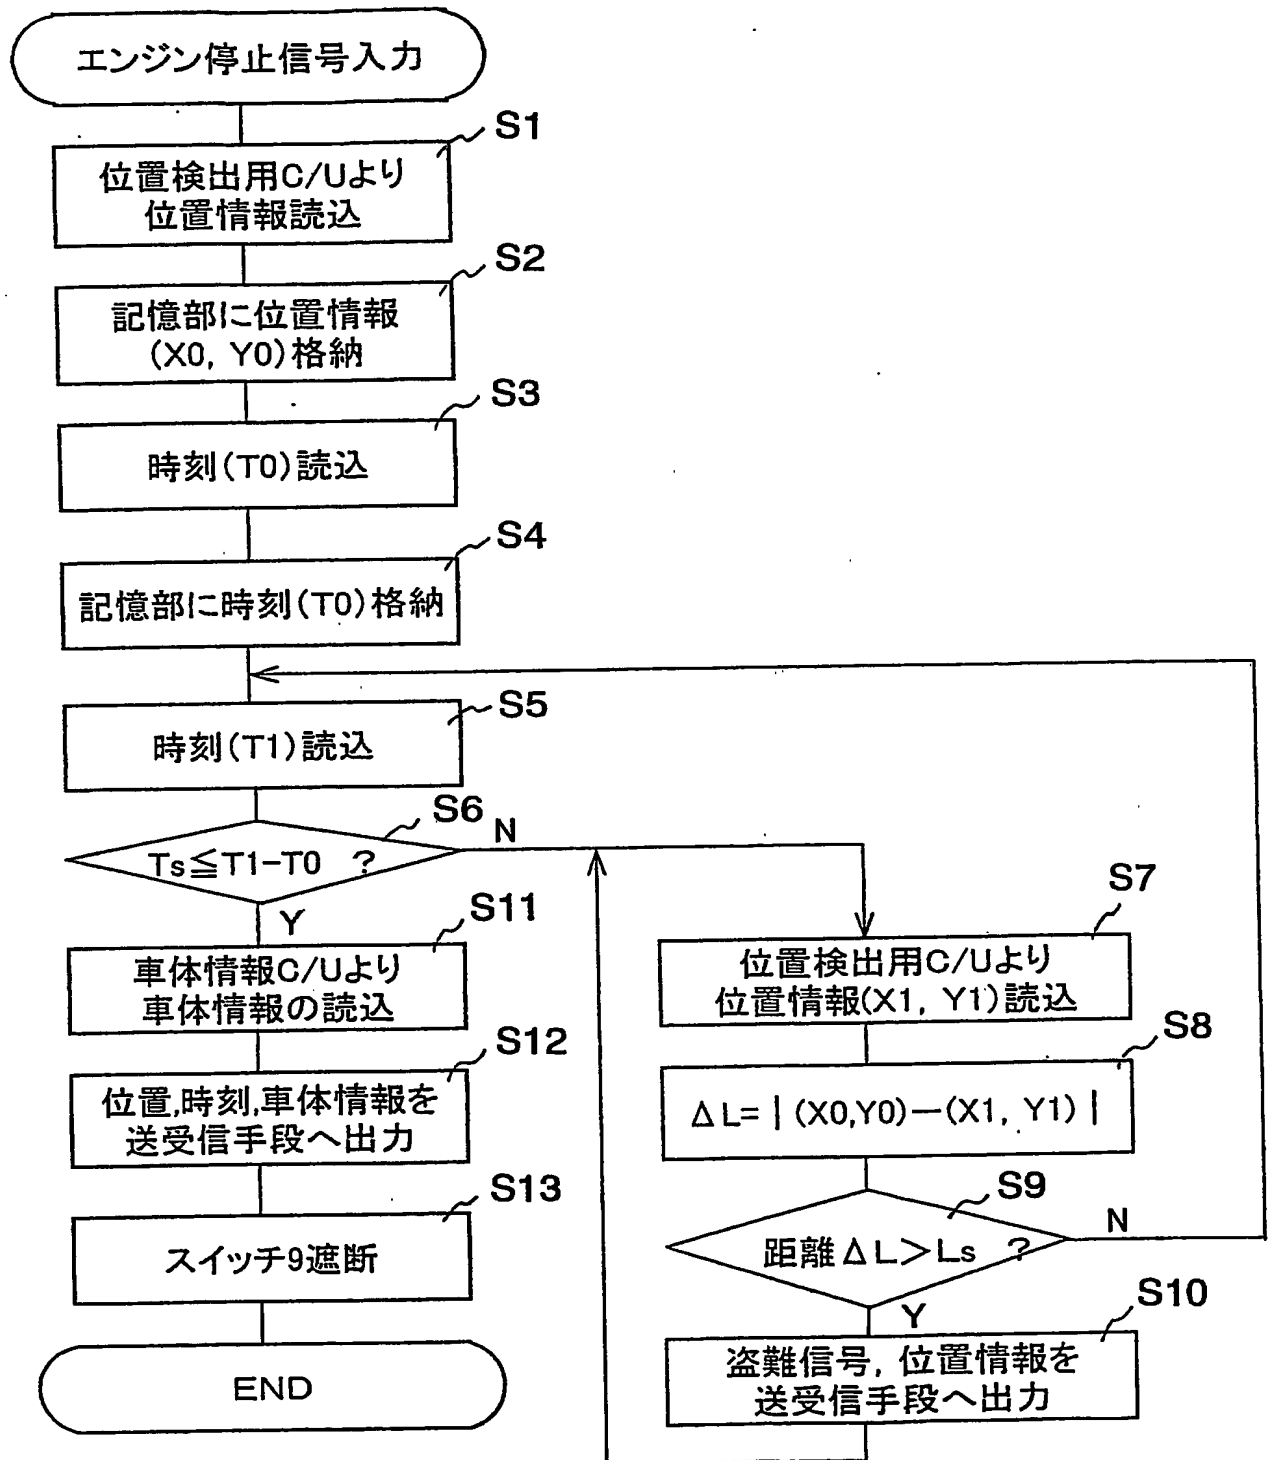 エンジン停止信号入力
S1
位置検出用C/Uより
位置情報読込
S2
記憶部に位置情報
(X0, Y0)格納
S3
時刻(T0)読込
S4
記憶部に時刻(T0)格納
S5
時刻(T1)読込
S6
Ts≦T1-T0 ?
N
Y
S11
車体情報C/Uより
車体情報の読込
S12
位置,時刻,車体情報を
送受信手段へ出力
S13
スイッチ9遮断
END
S7
位置検出用C/Uより
位置情報(X1, Y1)読込
S8
ΔL=|(X0,Y0)-(X1, Y1)|
S9
距離ΔL>Ls ?
N
Y
S10
盗難信号, 位置情報を
送受信手段へ出力